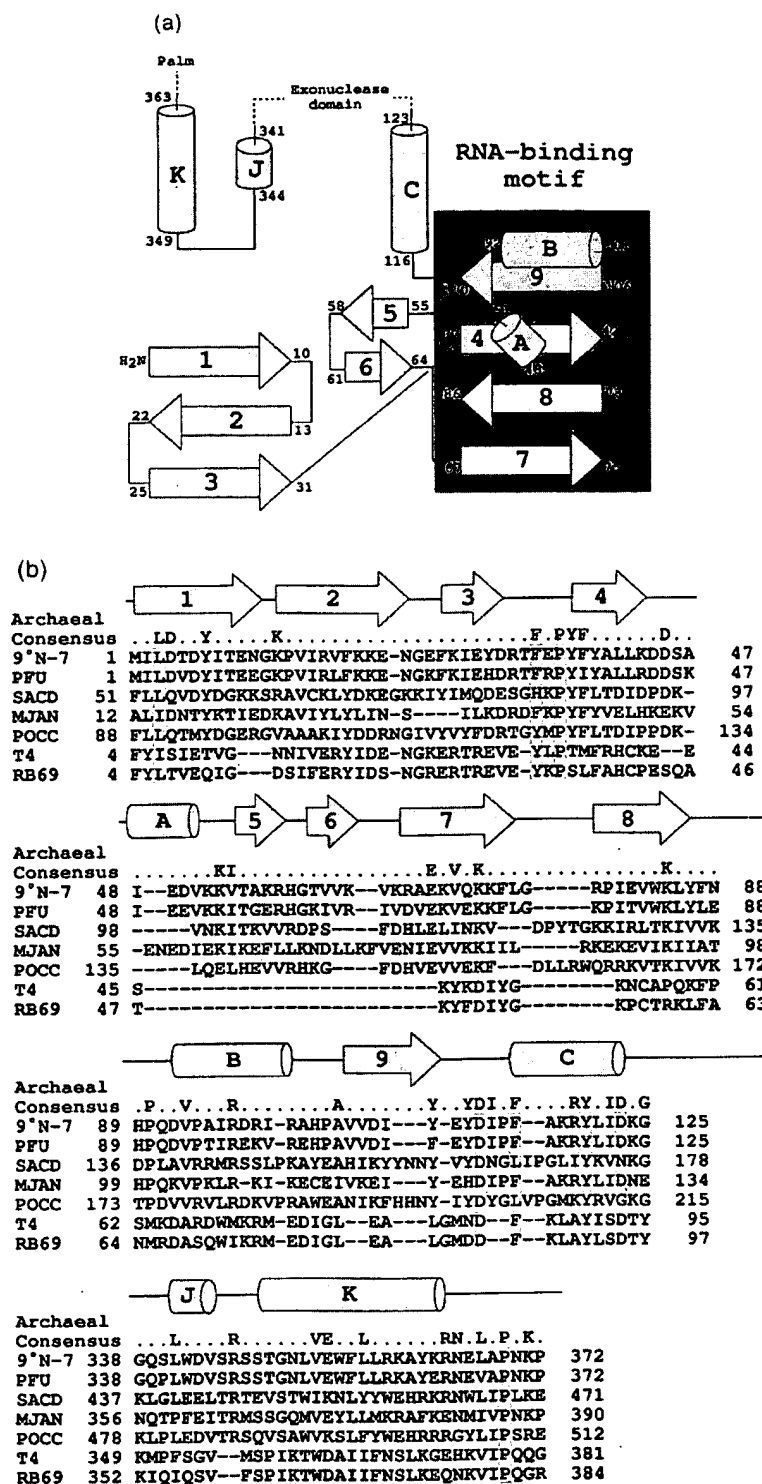 (a)
Palm
363
K
349
341
J
344
Exonuclease
domain
123
C
116
RNA-binding
motif
B
9
4
A
8
7
58
5
55
61
6
64
H₂N
1
10
22
2
13
25
3
31
(b)
1 2 3 4
Archaeal
Consensus ..LD..Y.....K........................F.PYF.......D..
9°N-7 1 MILDTDYITENGKPVIRVFKKE-NGEFKIEYDRTFEPYFYALLKDDSA 47
PFU 1 MILDVDYITEEGKPVIRLFKKE-NGKFKIEHDRTFRPYIYALLRDDSK 47
SACD 51 FLLQVDYDGKKSRAVCKLYDKEGKKIYIMQDESGHKPYFLTDIDPDK- 97
MJAN 12 ALIDNTYKTIEDKAVIYLYLIN-S----ILKDRDFKPYFYVELHKEKV 54
POCC 88 FLLQTMYDGERGVAAAKIYDDRNGIVYVYFDRTGYMPYFLTDIPPDK- 134
T4 4 FYISIETVG---NNIVERYIDE-NGKERTREVE-YLPTMFRHCKE--E 44
RB69 4 FYLTVEQIG---DSIFERYIDS-NGRERTREVE-YKPSLFAHCPESQA 46
A 5 6 7 8
Archaeal
Consensus ......KI.................E.V.K...............K....
9°N-7 48 I--EDVKKVTAKRHGTVVK--VKRAEKVQKKFLG-----RPIEVWKLYFN 88
PFU 48 I--EEVKKITGERHGKIVR--IVDVEKVEKKFLG-----KPITVWKLYLE 88
SACD 98 ----VNKITKVVRDPS-----FDHLELINKV---DPYTGKKIRLTKIVVK 135
MJAN 55 -ENEDIEKIKEFLLKNDLLKFVENIEVVKKIIL-----RKEKEVIKIIAT 98
POCC 135 ----LQELHEVVRHKG-----FDHVEVVEKF---DLLRWQRRKVTKIVVK 172
T4 45 S------------------------KYKDIYG------KNCAPQKFP 61
RB69 47 T------------------------KYFDIYG------KPCTRKLFA 63
B 9 C
Archaeal
Consensus .P..V...R........A.......Y..YDI.F....RY.ID.G
9°N-7 89 HPQDVPAIRDRI-RAHPAVVDI---Y-EYDIPF--AKRYLIDKG 125
PFU 89 HPQDVPTIREKV-REHPAVVDI---F-EYDIPF--AKRYLIDKG 125
SACD 136 DPLAVRRMRSSLPKAYEAHIKYYNNY-VYDNGLIPGLIYKVNKG 178
MJAN 99 HPQKVPKLR-KI-KECEIVKEI---Y-EHDIPF--AKRYLIDNE 134
POCC 173 TPDVVRVLRDKVPRAWEANIKFHHNY-IYDYGLVPGMKYRVGKG 215
T4 62 SMKDARDWMKRM-EDIGL--EA--LGMND--F--KLAYISDTY 95
RB69 64 NMRDASQWIKRM-EDIGL--EA--LGMDD--F--KLAYLSDTY 97
J K
Archaeal
Consensus ...L....R......VE..L......RN.L.P.K.
9°N-7 338 GQSLWDVSRSSTGNLVEWFLLRKAYKRNELAPNKP 372
PFU 338 GQPLWDVSRSSTGNLVEWFLLRKAYERNEVAPNKP 372
SACD 437 KLGLEELTRTEVSTWIKNLYYWEHRKRNWLIPLKE 471
MJAN 356 NQTPFEITRMSSGQMVEYLLMKRAFKENMIVPNKP 390
POCC 478 KLPLEDVTRSQVSAWVKSLFYWEHRRRGYLIPSRE 512
T4 349 KMPFSGV--MSPIKTWDAIIFNSLKGEHKVIPQQG 381
RB69 352 KIQIQSV--FSPIKTWDAIIFNSLKEQNKVIPQGR 384